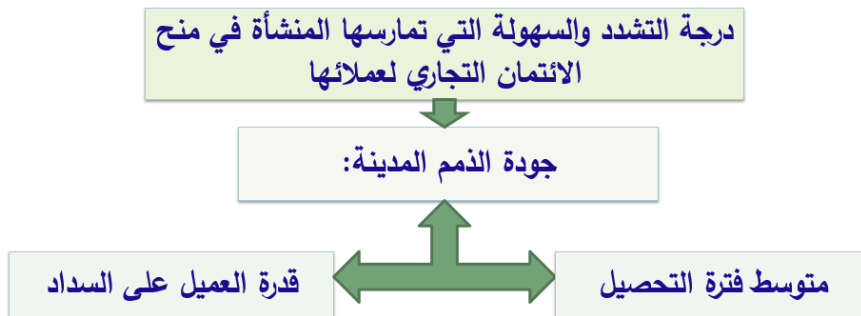 درجة التشدد والسهولة التي تمارسها المنشأة في منح
الائتمان التجاري لعملائها
جودة الذمم المدينة:
متوسط فترة التحصيل
قدرة العميل على السداد